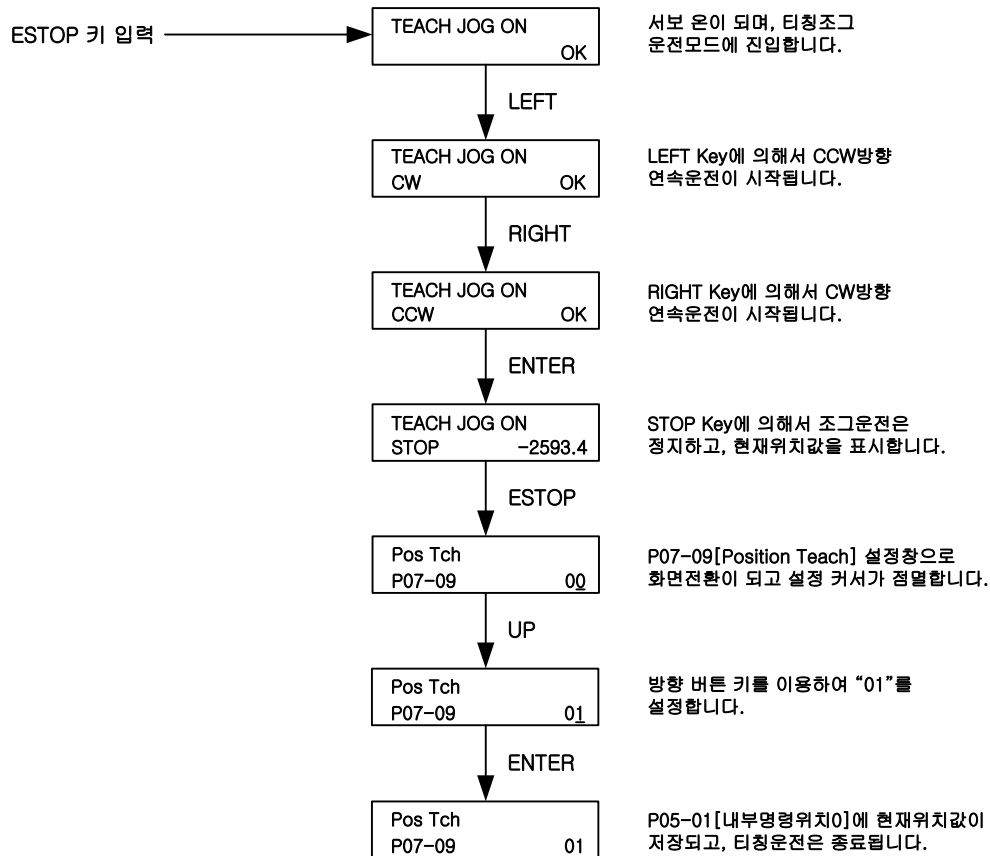 ESTOP 키 입력
TEACH JOG ON
OK
서보 온이 되며, 티칭조그
운전모드에 진입합니다.
LEFT
TEACH JOG ON
CW OK
LEFT Key에 의해서 CCW방향
연속운전이 시작됩니다.
RIGHT
TEACH JOG ON
CCW OK
RIGHT Key에 의해서 CW방향
연속운전이 시작됩니다.
ENTER
TEACH JOG ON
STOP -2593.4
STOP Key에 의해서 조그운전은
정지하고, 현재위치값을 표시합니다.
ESTOP
Pos Tch
P07-09 00
P07-09[Position Teach] 설정창으로
화면전환이 되고 설정 커서가 점멸합니다.
UP
Pos Tch
P07-09 01
방향 버튼 키를 이용하여 “01”를
설정합니다.
ENTER
Pos Tch
P07-09 01
P05-01[내부명령위치0]에 현재위치값이
저장되고, 티칭운전은 종료됩니다.